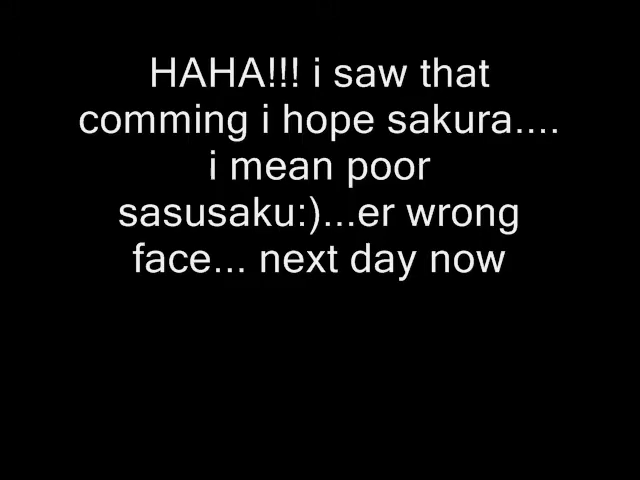 HAHA!!! i saw that
comming i hope sakura....
i mean poor
sasusaku:)...er wrong
face... next day now